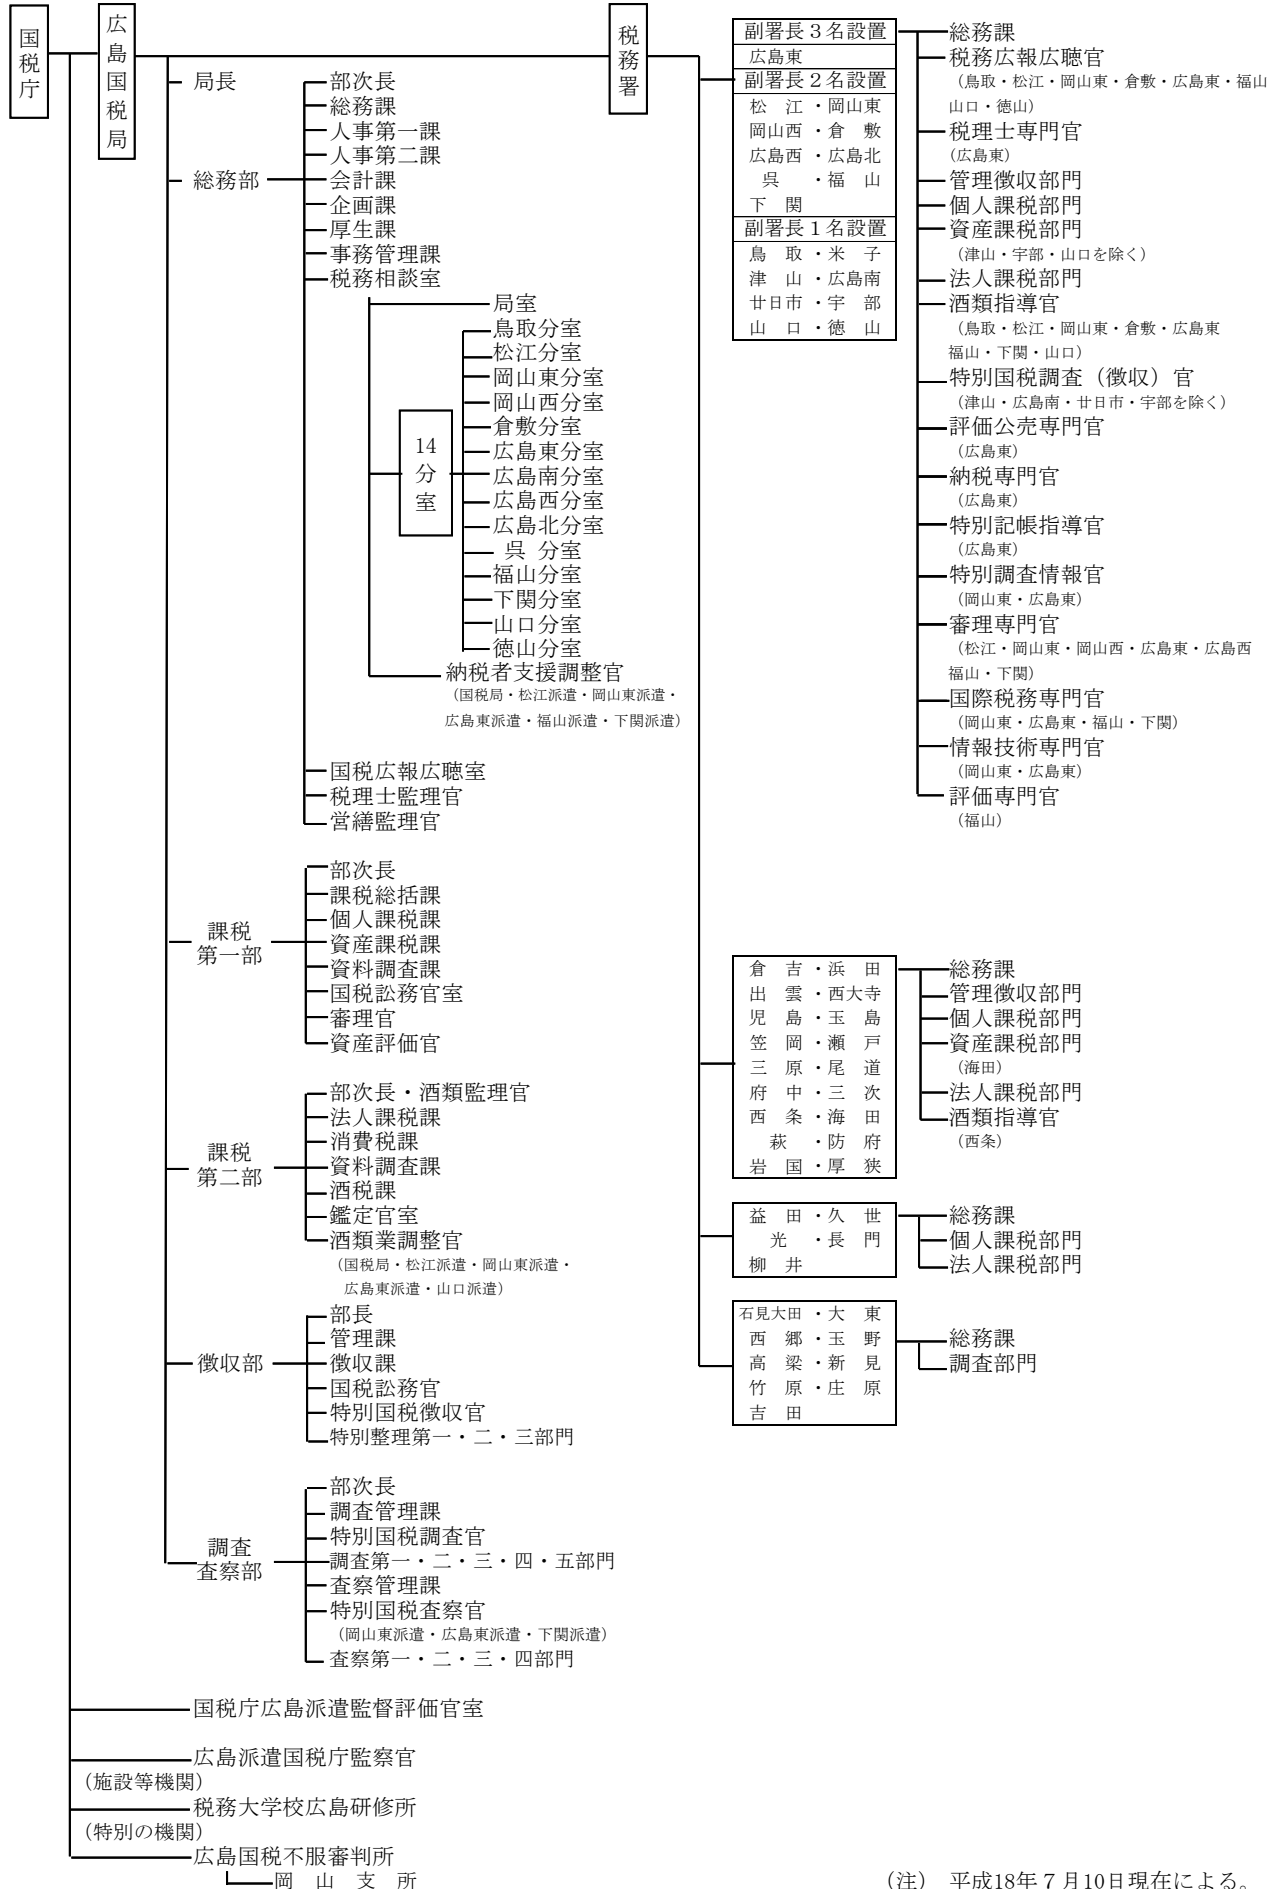 国税庁
広島国税局
局長
総務部
部次長
総務課
人事第一課
人事第二課
会計課
企画課
厚生課
事務管理課
税務相談室
局室
14分室
鳥取分室
松江分室
岡山東分室
岡山西分室
倉敷分室
広島東分室
広島南分室
広島西分室
広島北分室
呉 分室
福山分室
下関分室
山口分室
徳山分室
納税者支援調整官
（国税局・松江派遣・岡山東派遣・
広島東派遣・福山派遣・下関派遣）
国税広報広聴室
税理士監理官
営繕監理官
課税
第一部
部次長
課税総括課
個人課税課
資産課税課
資料調査課
国税訟務官室
審理官
資産評価官
課税
第二部
部次長・酒類監理官
法人課税課
消費税課
資料調査課
酒税課
鑑定官室
酒類業調整官
（国税局・松江派遣・岡山東派遣・
広島東派遣・山口派遣）
徴収部
部長
管理課
徴収課
国税訟務官
特別国税徴収官
特別整理第一・二・三部門
調査
査察部
部次長
調査管理課
特別国税調査官
調査第一・二・三・四・五部門
査察管理課
特別国税査察官
（岡山東派遣・広島東派遣・下関派遣）
査察第一・二・三・四部門
国税庁広島派遣監督評価官室
広島派遣国税庁監察官
（施設等機関）
税務大学校広島研修所
（特別の機関）
広島国税不服審判所
岡 山 支 所
税務署
副署長３名設置
広島東
副署長２名設置
松 江・岡山東
岡山西・倉 敷
広島西・広島北
呉 ・福 山
下 関
副署長１名設置
鳥 取・米 子
津 山・広島南
廿日市・宇 部
山 口・徳 山
総務課
税務広報広聴官
（鳥取・松江・岡山東・倉敷・広島東・福山
山口・徳山）
税理士専門官
（広島東）
管理徴収部門
個人課税部門
資産課税部門
（津山・宇部・山口を除く）
法人課税部門
酒類指導官
（鳥取・松江・岡山東・倉敷・広島東
福山・下関・山口）
特別国税調査（徴収）官
（津山・広島南・廿日市・宇部を除く）
評価公売専門官
（広島東）
納税専門官
（広島東）
特別記帳指導官
（広島東）
特別調査情報官
（岡山東・広島東）
審理専門官
（松江・岡山東・岡山西・広島東・広島西
福山・下関）
国際税務専門官
（岡山東・広島東・福山・下関）
情報技術専門官
（岡山東・広島東）
評価専門官
（福山）
倉 吉・浜 田
出 雲・西大寺
児 島・玉 島
笠 岡・瀬 戸
三 原・尾 道
府 中・三 次
西 条・海 田
萩 ・防 府
岩 国・厚 狭
総務課
管理徴収部門
個人課税部門
資産課税部門
（海田）
法人課税部門
酒類指導官
（西条）
益 田・久 世
光 ・長 門
柳 井
総務課
個人課税部門
法人課税部門
石見大田・大 東
西 郷・玉 野
高 梁・新 見
竹 原・庄 原
吉 田
総務課
調査部門
（注） 平成18年７月10日現在による。